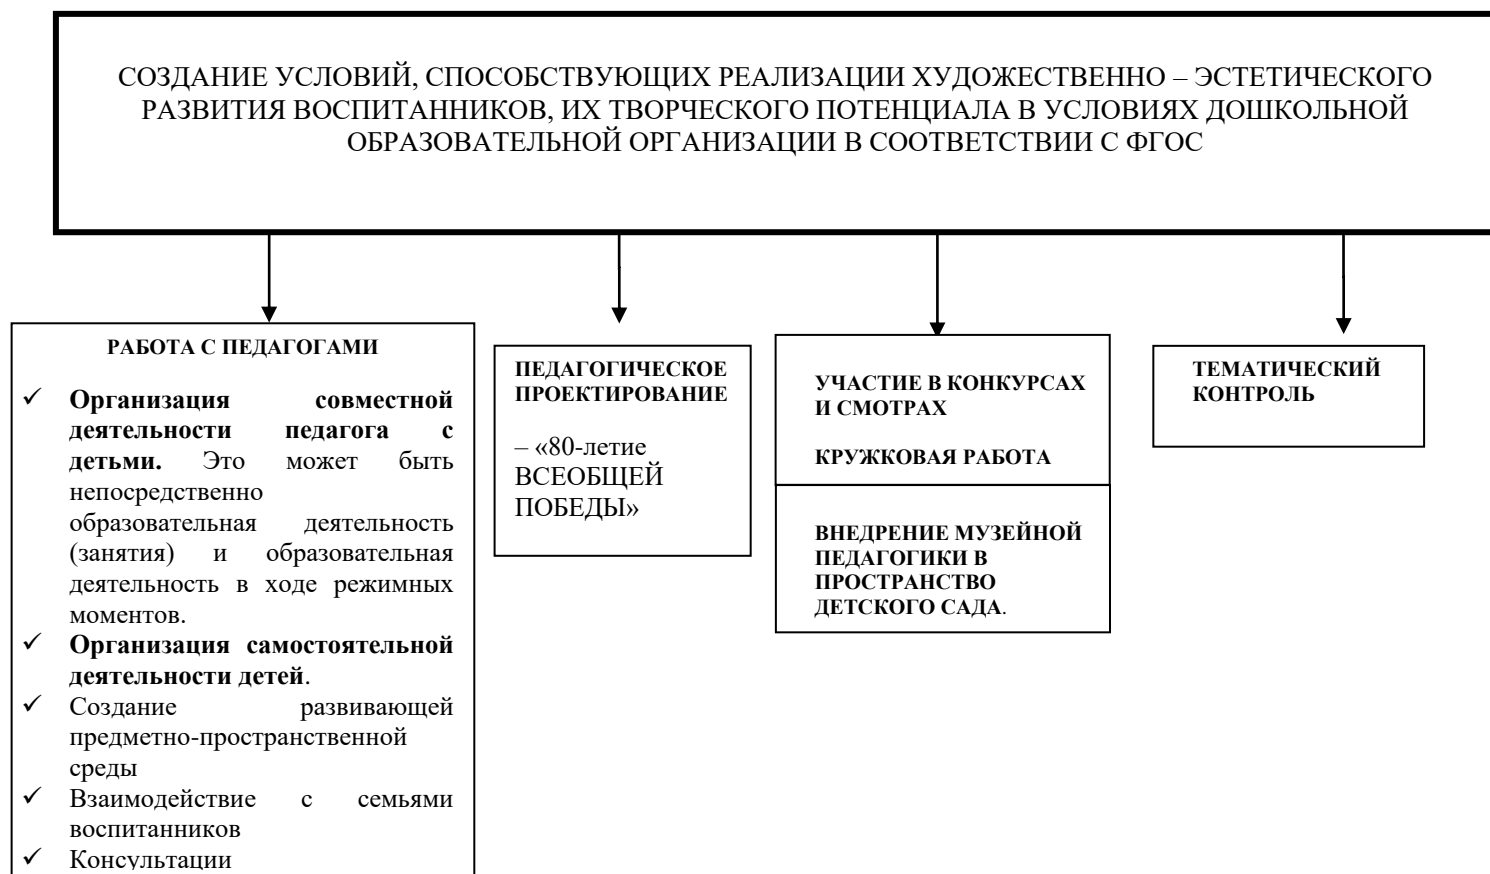 СОЗДАНИЕ УСЛОВИЙ, СПОСОБСТВУЮЩИХ РЕАЛИЗАЦИИ ХУДОЖЕСТВЕННО – ЭСТЕТИЧЕСКОГО
РАЗВИТИЯ ВОСПИТАННИКОВ, ИХ ТВОРЧЕСКОГО ПОТЕНЦИАЛА В УСЛОВИЯХ ДОШКОЛЬНОЙ
ОБРАЗОВАТЕЛЬНОЙ ОРГАНИЗАЦИИ В СООТВЕТСТВИИ С ФГОС
РАБОТА С ПЕДАГОГАМИ
✓ Организация совместной
деятельности педагога с
детьми. Это может быть
непосредственно
образовательная деятельность
(занятия) и образовательная
деятельность в ходе режимных
моментов.
✓ Организация самостоятельной
деятельности детей.
✓ Создание развивающей
предметно-пространственной
среды
✓ Взаимодействие с семьями
воспитанников
✓ Консультации
ПЕДАГОГИЧЕСКОЕ
ПРОЕКТИРОВАНИЕ
– «80-летие
ВСЕОБЩЕЙ
ПОБЕДЫ»
УЧАСТИЕ В КОНКУРСАХ
И СМОТРАХ
КРУЖКОВАЯ РАБОТА
ВНЕДРЕНИЕ МУЗЕЙНОЙ
ПЕДАГОГИКИ В
ПРОСТРАНСТВО
ДЕТСКОГО САДА.
ТЕМАТИЧЕСКИЙ
КОНТРОЛЬ